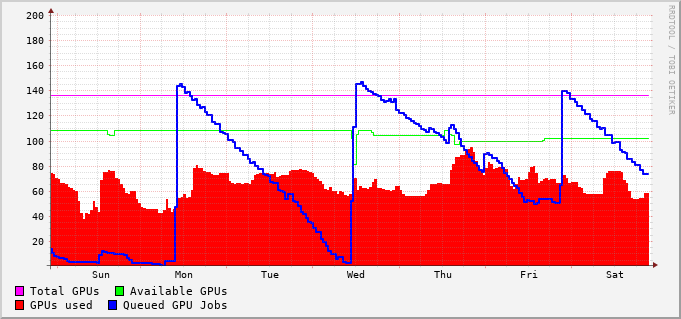 200
180
160
140
120
100
80
60
40
20
Sun Mon Tue Wed Thu Fri Sat
Total GPUs Available GPUs
GPUs used Queued GPU Jobs
RRDTOOL / TOBI OETIKER